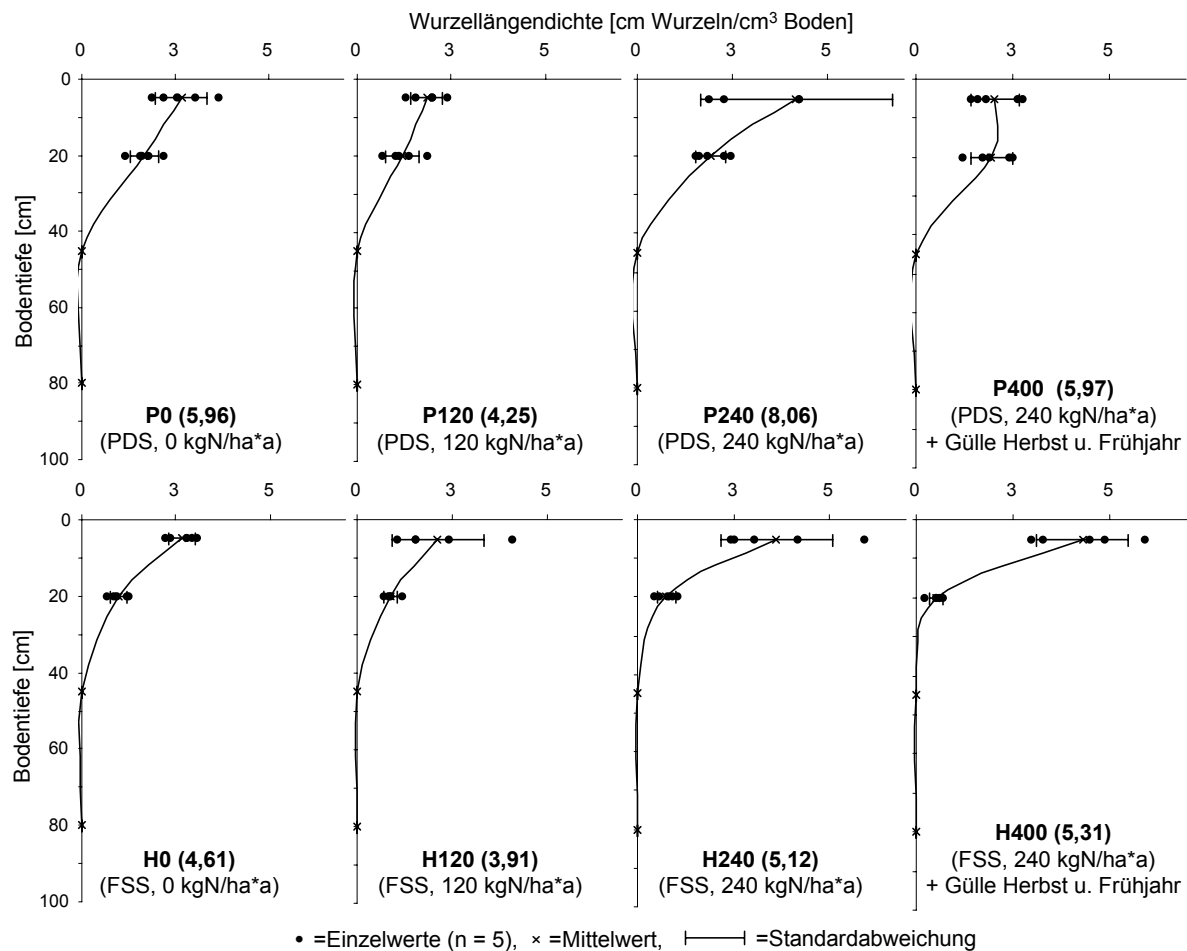 Wurzellängendichte [cm Wurzeln/cm³ Boden]
0 3 5 0 3 5 0 3 5 0 3 5
0
20
40
60
80
100
Bodentiefe [cm]
P0 (5,96)
(PDS, 0 kgN/ha*a)
P120 (4,25)
(PDS, 120 kgN/ha*a)
P240 (8,06)
(PDS, 240 kgN/ha*a)
P400 (5,97)
(PDS, 240 kgN/ha*a)
+ Gülle Herbst u. Frühjahr
0 3 5 0 3 5 0 3 5 0 3 5
0
20
40
60
80
100
Bodentiefe [cm]
H0 (4,61)
(FSS, 0 kgN/ha*a)
H120 (3,91)
(FSS, 120 kgN/ha*a)
H240 (5,12)
(FSS, 240 kgN/ha*a)
H400 (5,31)
(FSS, 240 kgN/ha*a)
+ Gülle Herbst u. Frühjahr
• =Einzelwerte (n = 5), × =Mittelwert, =Standardabweichung